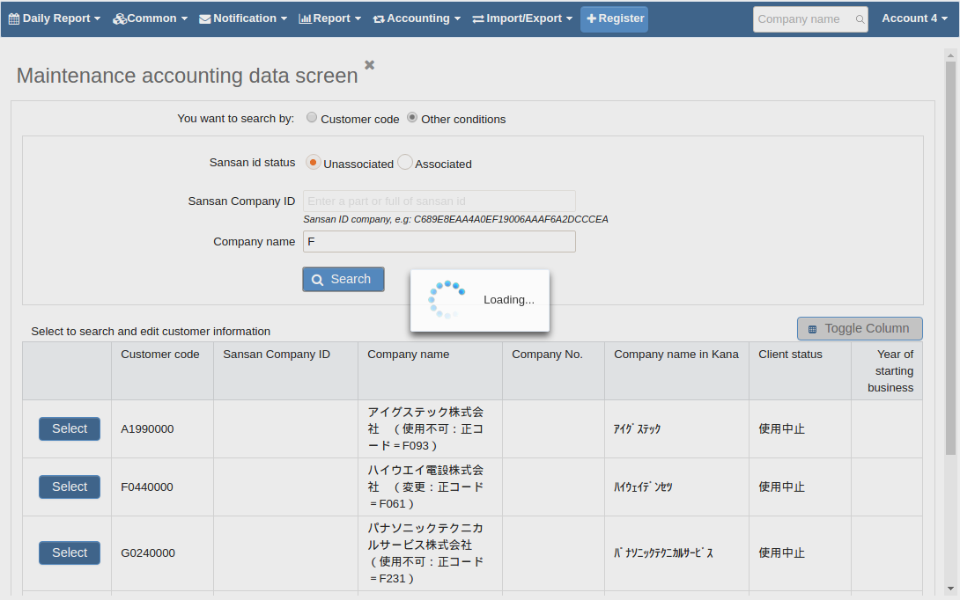 Daily Report Common Notification Report Accounting Import/Export Register Company name Account 4
Maintenance accounting data screen
You want to search by: Customer code Other conditions
Sansan id status Unassociated Associated
Sansan Company ID Enter a part or full of sansan id
Sansan ID company, e.g: C689E8EAA4A0EF19006AAAF6A2DCCCEA
Company name F
Search
Loading...
Select to search and edit customer information
Toggle Column
Customer code Sansan Company ID Company name Company No. Company name in Kana Client status Year of
starting
business
アイグステック株式会
社 （使用不可：正コ
ード＝F093）
Select A1990000 ｱｲｸﾞｽﾃｯｸ 使用中止
ハイウエイ電設株式会
社 （変更：正コード
＝F061）
Select F0440000 ﾊｲｳｪｲﾃﾞﾝｾﾂ 使用中止
パナソニックテクニカ
ルサービス株式会社
（使用不可：正コード
＝F231）
Select G0240000 ﾊﾟﾅｿﾆｯｸﾃｸﾆｶﾙｻｰﾋﾞｽ 使用中止